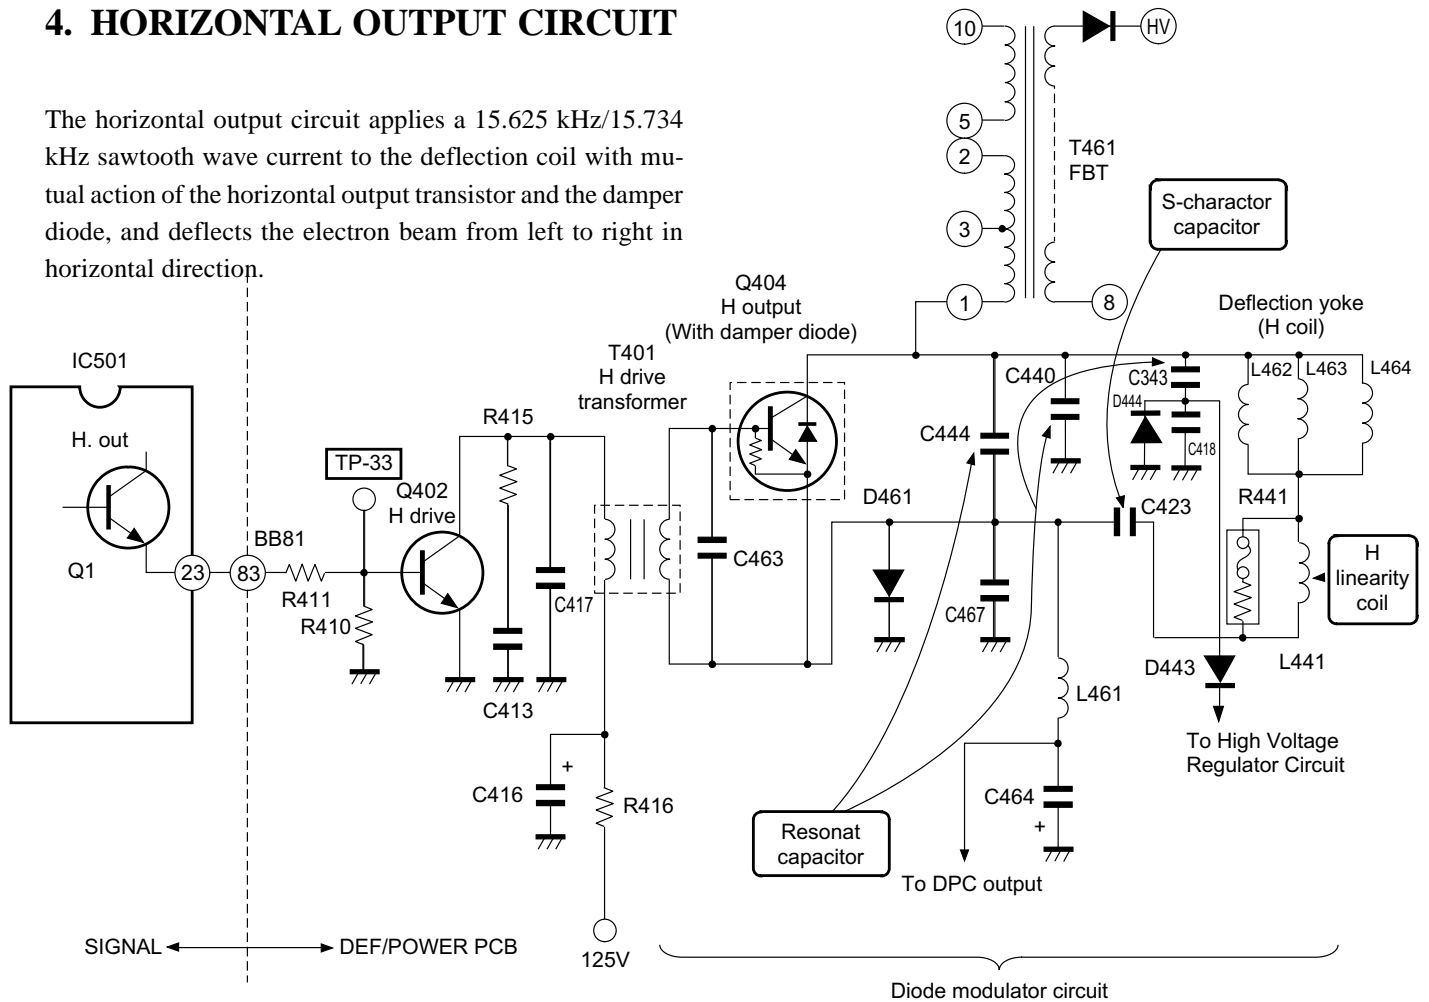 4. HORIZONTAL OUTPUT CIRCUIT
The horizontal output circuit applies a 15.625 kHz/15.734
kHz sawtooth wave current to the deflection coil with mu-
tual action of the horizontal output transistor and the damper
diode, and deflects the electron beam from left to right in
horizontal direction.
10
HV
5
2
T461
FBT
3
1
8
S-charactor
capacitor
Q404
H output
(With damper diode)
Deflection yoke
(H coil)
IC501
T401
H drive
transformer
C440
C343
L462
L463
L464
D444
H. out
R415
C444
C418
TP-33
Q402
H drive
D461
C423
R441
BB81
Q1
23
83
C463
H
linearity
coil
R411
C417
R410
C467
D443
L441
L461
C413
To High Voltage
Regulator Circuit
+
C416
R416
C464
+
Resonat
capacitor
To DPC output
SIGNAL
DEF/POWER PCB
125V
Diode modulator circuit